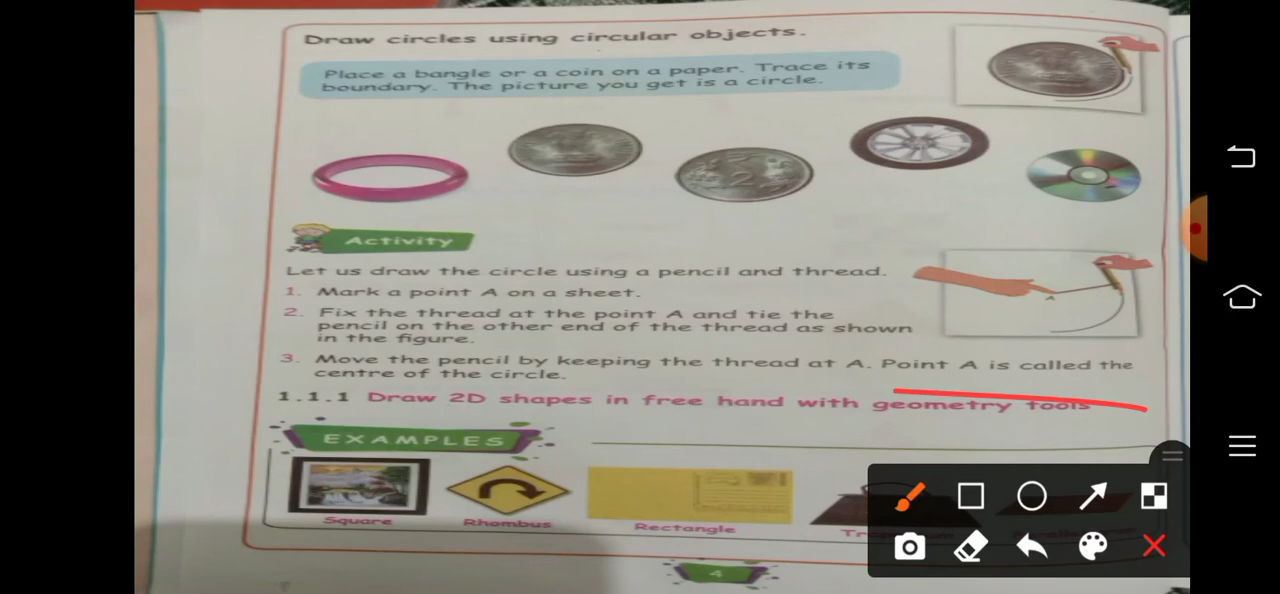 Draw circles using circular objects.
Place a bangle or a coin on a paper. Trace its
boundary. The picture you get is a circle.
Activity
Let us draw the circle using a pencil and thread.
1. Mark a point A on a sheet.
2. Fix the thread at the point A and tie the
pencil on the other end of the thread as shown
in the figure.
A
3. Move the pencil by keeping the thread at A. Point A is called the
centre of the circle.
1.1.1 Draw 2D shapes in free hand with geometry tools
EXAMPLES
Square
Rhombus
Rectangle
4